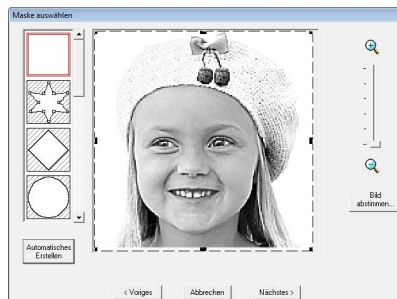 Maske auswählen
Bild
abstimmen...
Automatisches
Erstellen
< Voriges
Abbrechen
Nächstes >